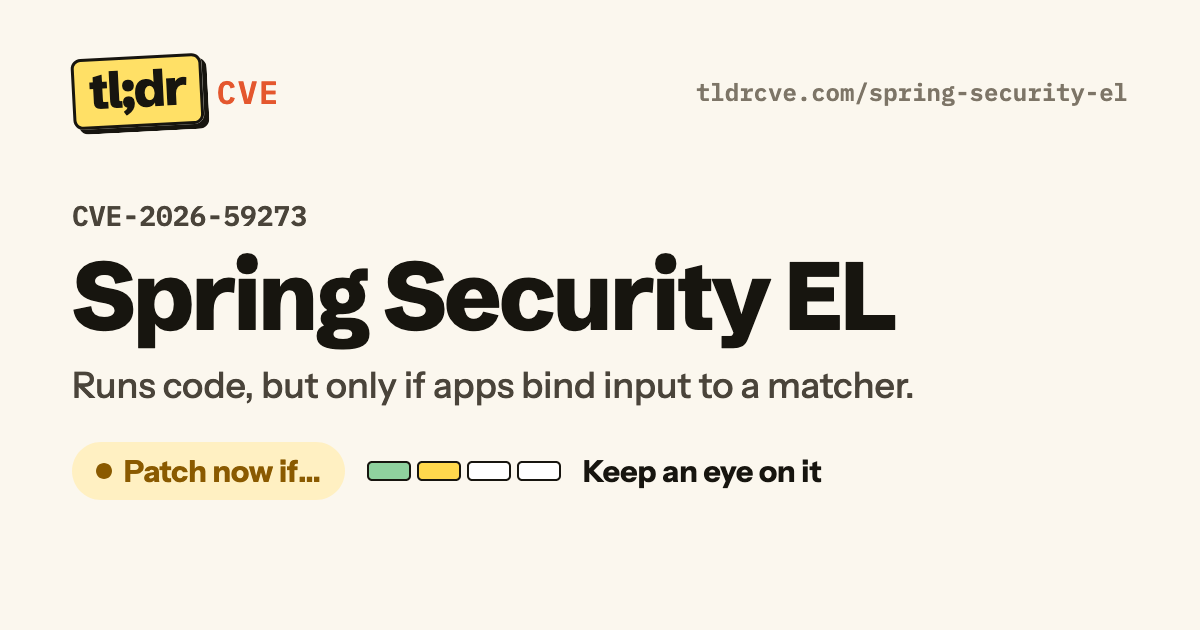 tl;dr CVE
tldrcve.com/spring-security-el
CVE-2026-59273
Spring Security EL
Runs code, but only if apps bind input to a matcher.
Patch now if... Keep an eye on it